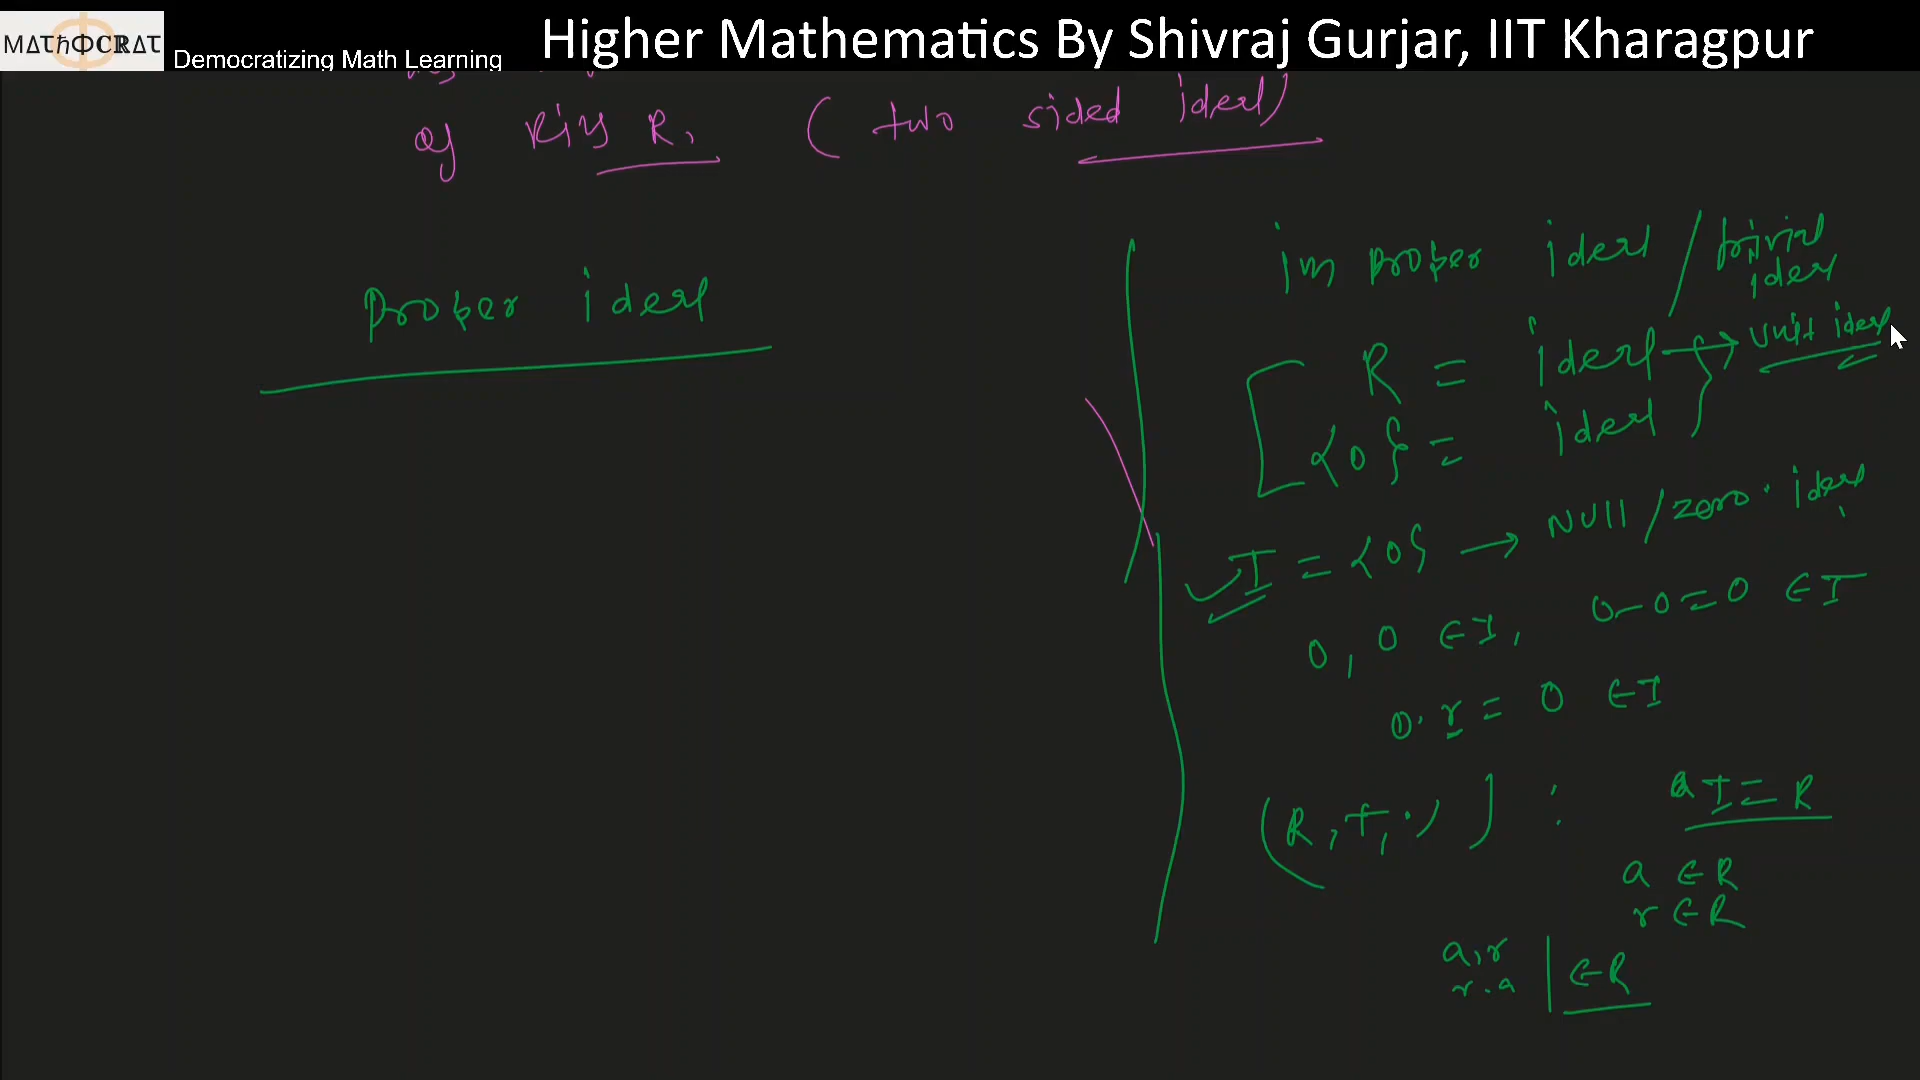 MΔτℏΦCRΔT
Democratizing Math Learning
Higher Mathematics By Shivraj Gurjar, IIT Kharagpur
of Ring R, (two sided ideal)
Proper ideal
improper ideal / trivial ideal
R = ideal → Unit ideal
{0} = ideal
I = {0} → NUll/zero ideal
0, 0 ∈ I, 0-0=0 ∈ I
0·r = 0 ∈ I
(R, +, ·) : I = R
a ∈ R
r ∈ R
a,r
r.a | ∈ R